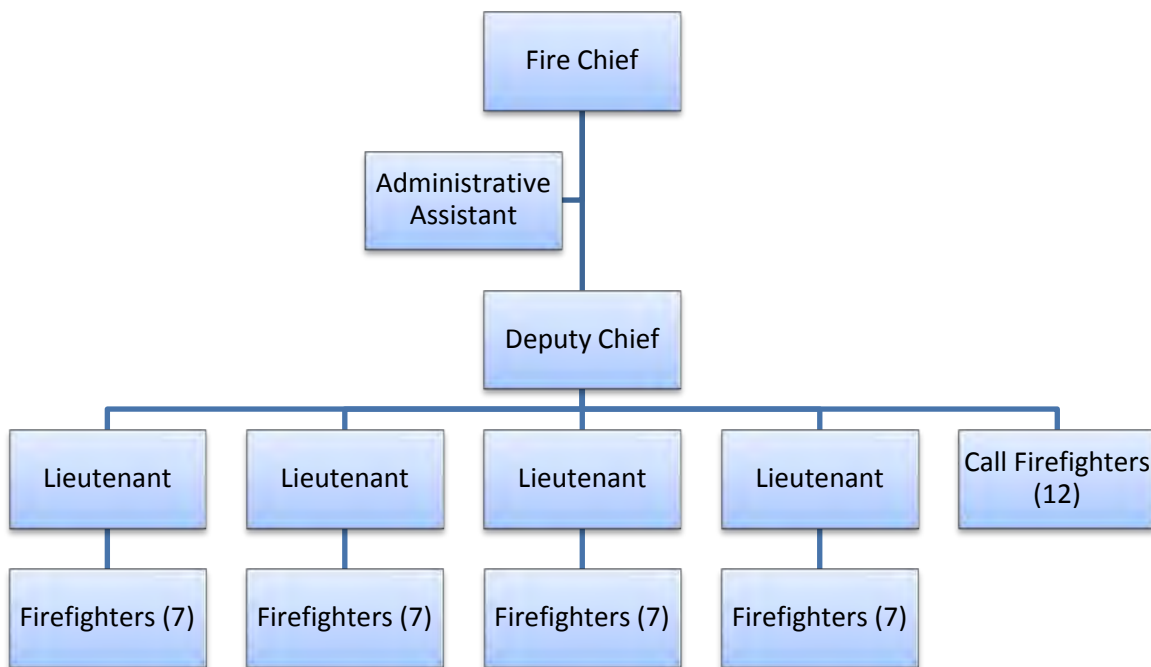 Fire Chief
Administrative
Assistant
Deputy Chief
Lieutenant
Lieutenant
Lieutenant
Lieutenant
Call Firefighters
(12)
Firefighters (7)
Firefighters (7)
Firefighters (7)
Firefighters (7)